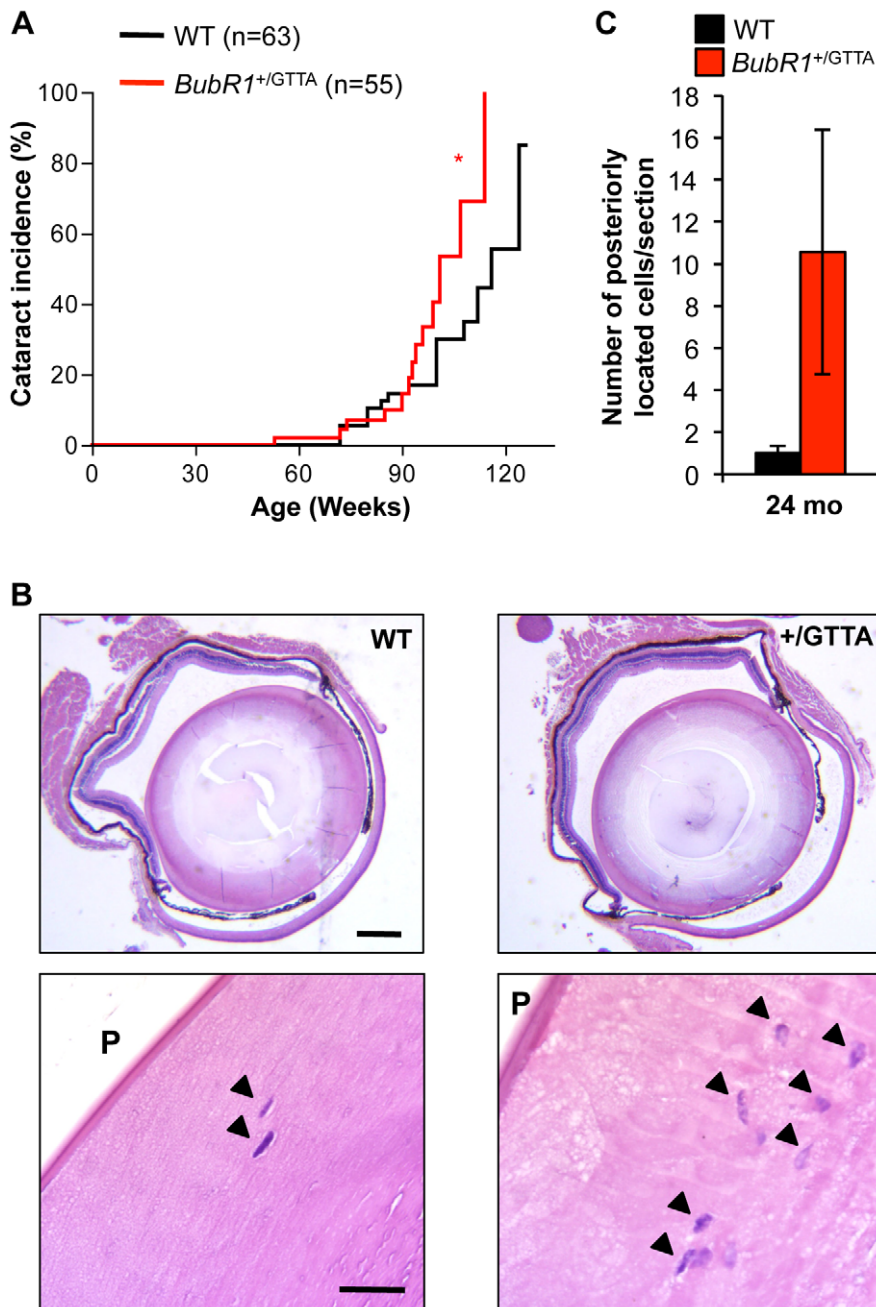 A
WT (n=63)
BubR1+/GTTA (n=55)
100
80
60
40
20
0
*
0 30 60 90 120
Cataract incidence (%)
Age (Weeks)
C
WT
BubR1+/GTTA
18
16
14
12
10
8
6
4
2
0
Number of posteriorly
located cells/section
24 mo
B
WT
+/GTTA
P
P